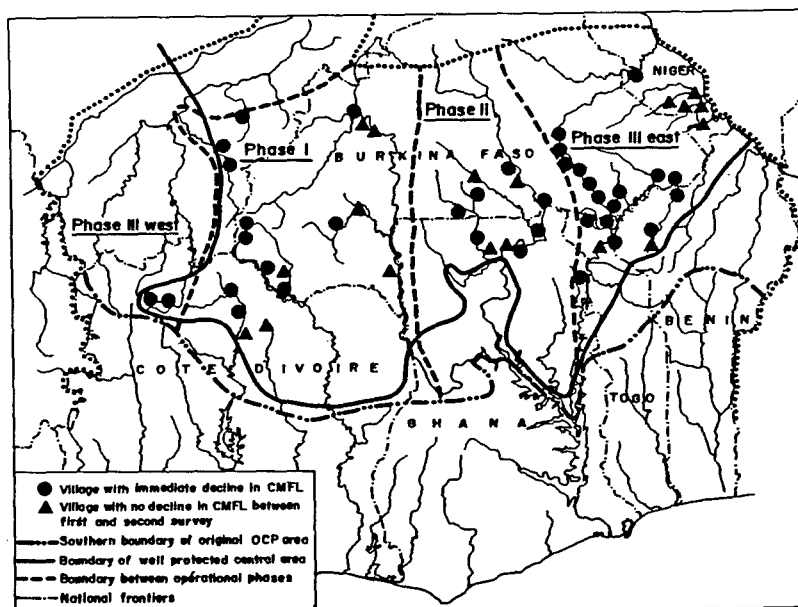 NIGER
Phase II
Phase III east
Phase I
BURKINA FASO
Phase III west
BENIN
COTE D'IVOIRE
TOGO
GHANA
Village with immediate decline in CMFL
Village with no decline in CMFL between
first and second survey
Southern boundary of original OCP area
Boundary of well protected central area
Boundary between opérational phases
National frontiers